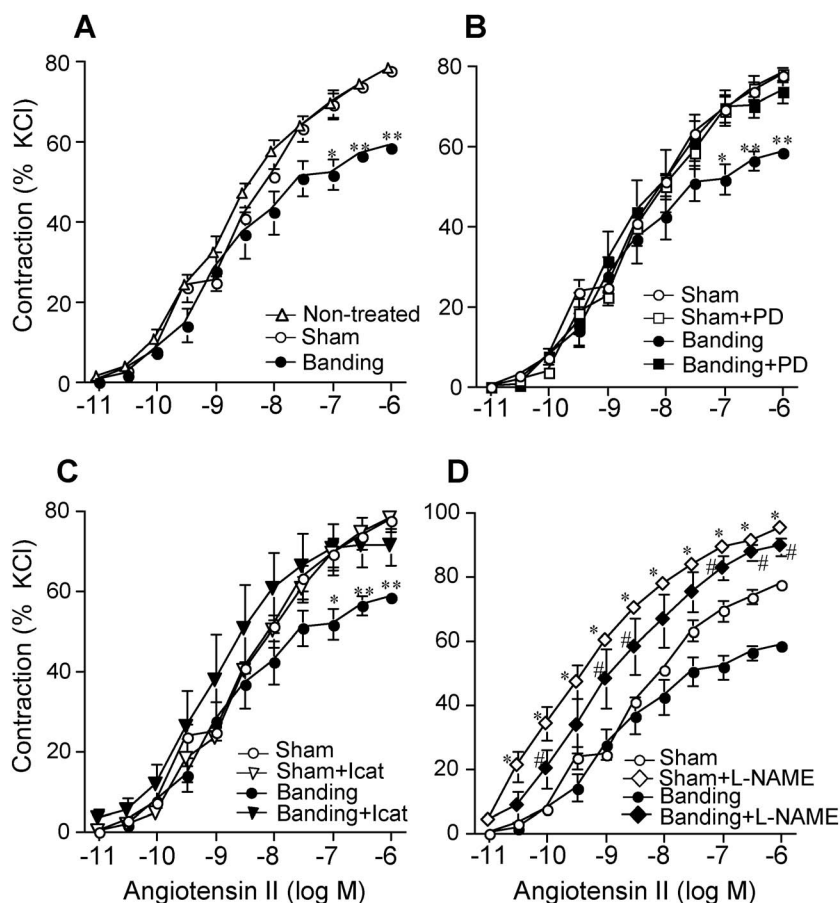 A
Contraction (% KCl)
80
60
40
20
0
* ** **
Non-treated
Sham
Banding
-11 -10 -9 -8 -7 -6
B
80
60
40
20
0
* ** **
Sham
Sham+PD
Banding
Banding+PD
-11 -10 -9 -8 -7 -6
C
Contraction (% KCl)
80
60
40
20
0
* ** **
Sham
Sham+Icat
Banding
Banding+Icat
-11 -10 -9 -8 -7 -6
Angiotensin II (log M)
D
100
80
60
40
20
0
* * * * * * * * * *
# # # # # #
Sham
Sham+L-NAME
Banding
Banding+L-NAME
-11 -10 -9 -8 -7 -6
Angiotensin II (log M)